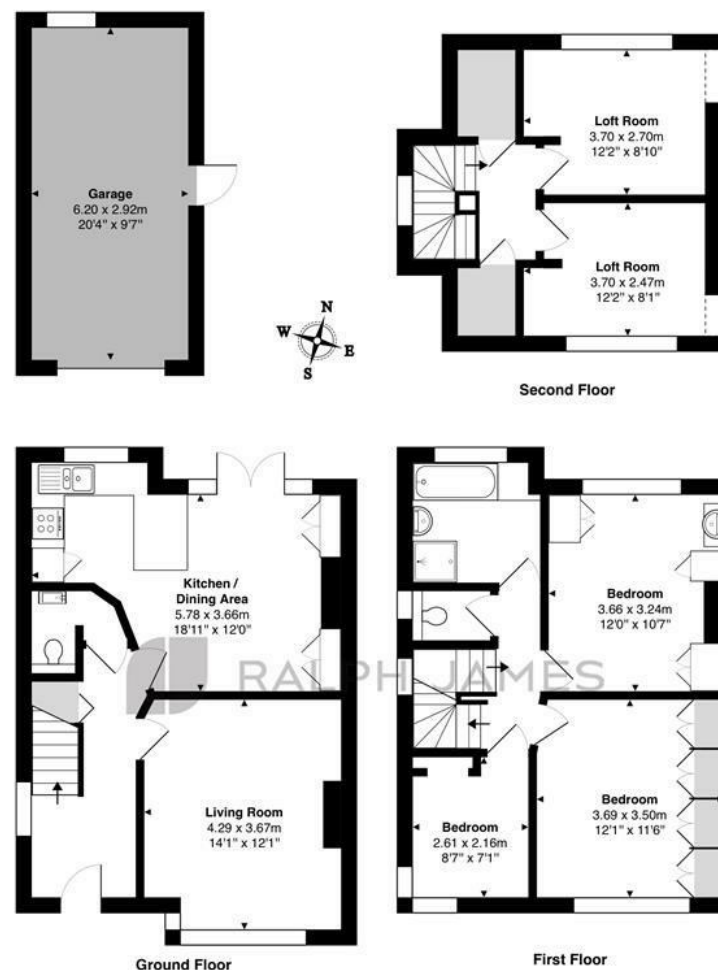 Garage
6.20 x 2.92m
20'4" x 9'7"
Loft Room
3.70 x 2.70m
12'2" x 8'10"
Loft Room
3.70 x 2.47m
12'2" x 8'1"
N
W
E
S
Second Floor
Kitchen /
Dining Area
5.78 x 3.66m
18'11" x 12'0"
Bedroom
3.66 x 3.24m
12'0" x 10'7"
RALPH JAMES
Living Room
4.29 x 3.67m
14'1" x 12'1"
Bedroom
2.61 x 2.16m
8'7" x 7'1"
Bedroom
3.69 x 3.50m
12'1" x 11'6"
Ground Floor
First Floor